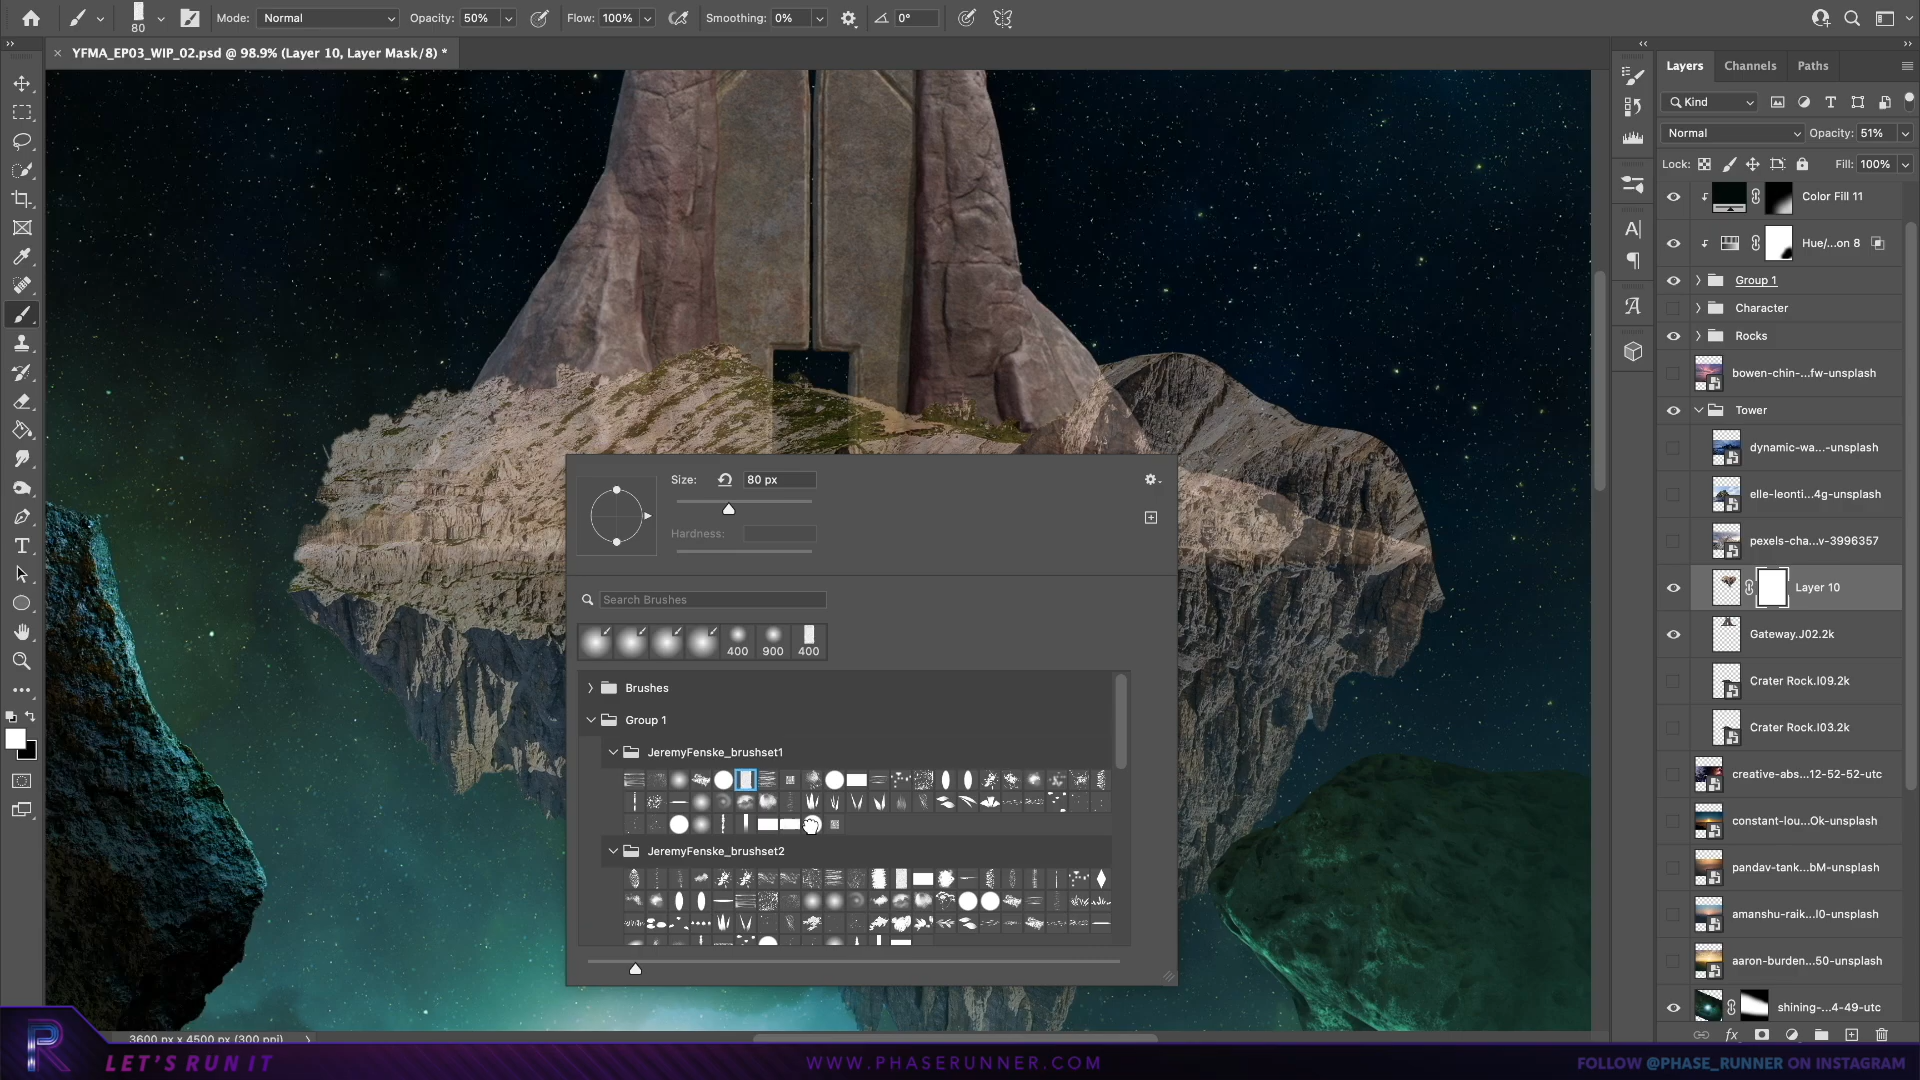 80
Mode:
Normal
Opacity:
50%
Flow:
100%
Smoothing:
0%
0°
YFMA_EP03_WIP_02.psd @ 98.9% (Layer 10, Layer Mask/8) *
Layers
Channels
Paths
Kind
Normal
Opacity:
51%
Lock:
Fill:
100%
Color Fill 11
Hue/...on 8
Group 1
Character
Rocks
bowen-chin-...fw-unsplash
Tower
dynamic-wa...-unsplash
elle-leonti...4g-unsplash
pexels-cha...v-3996357
Layer 10
Gateway.J02.2k
Crater Rock.I09.2k
Crater Rock.I03.2k
creative-abs...12-52-52-utc
constant-lou...Ok-unsplash
pandav-tank...bM-unsplash
amanshu-raik...I0-unsplash
aaron-burden...50-unsplash
shining-...4-49-utc
Size:
80 px
Hardness:
Search Brushes
400
900
400
Brushes
Group 1
JeremyFenske_brushset1
JeremyFenske_brushset2
3600 px x 4500 px (300 ppi)
R
LET'S RUN IT
WWW.PHASERUNNER.COM
FOLLOW @PHASE_RUNNER ON INSTAGRAM